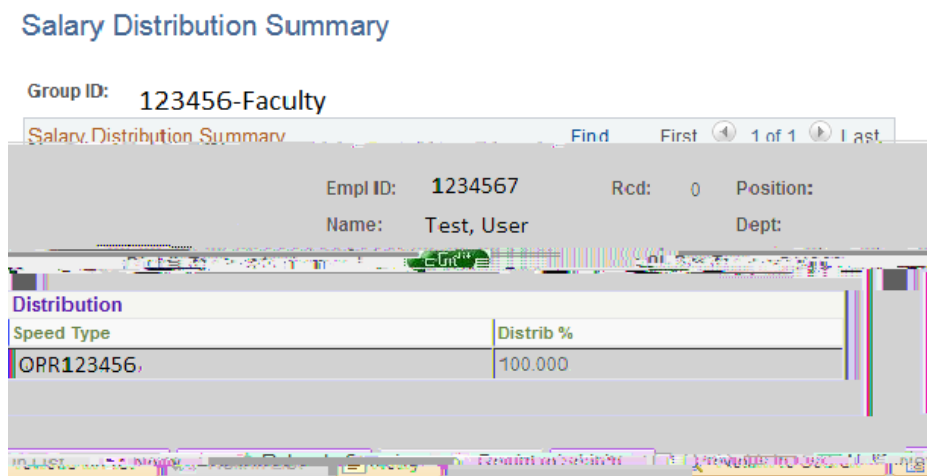 Salary Distribution Summary
Group ID: 123456-Faculty
Salary Distribution Summary Find First 1 of 1 Last
Empl ID: 1234567 Rcd: 0 Position:
Name: Test, User Dept:
Distribution
Speed Type Distrib %
OPR123456 100.000